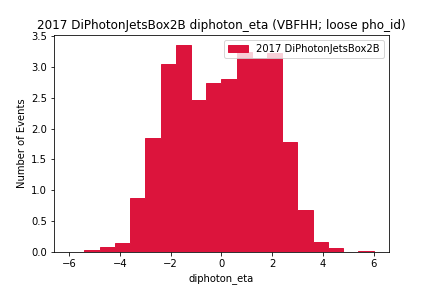 2017 DiPhotonJetsBox2B diphoton_eta (VBFHH; loose pho_id)
2017 DiPhotonJetsBox2B
Number of Events
3.5
3.0
2.5
2.0
1.5
1.0
0.5
0.0
−6 −4 −2 0 2 4 6
diphoton_eta